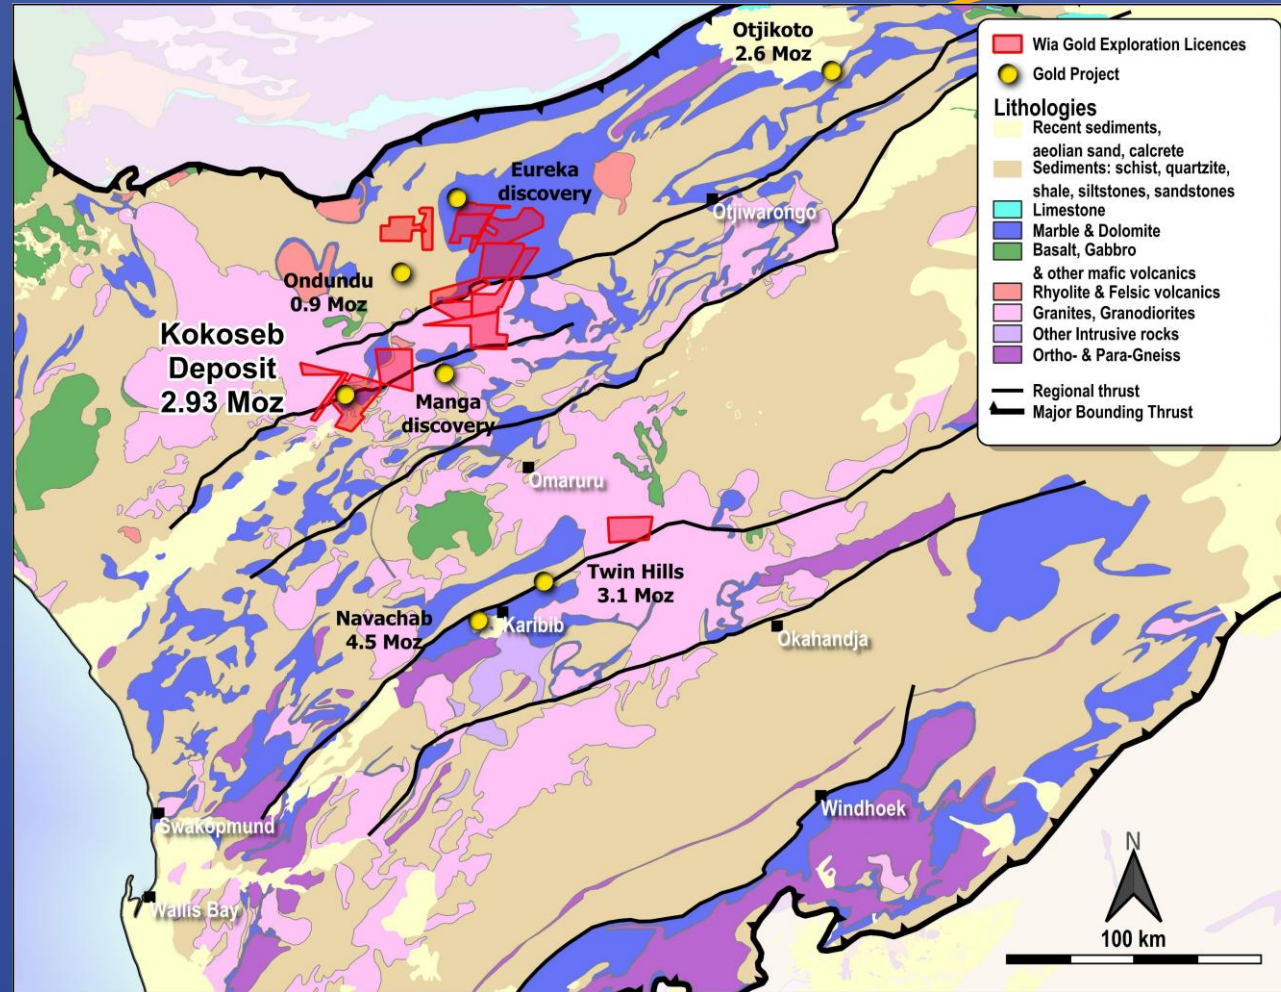 Otjikoto
2.6 Moz
Eureka
discovery
Otjiwarongo
Ondundu
0.9 Moz
Kokoseb
Deposit
2.93 Moz
Manga
discovery
Omaruru
Twin Hills
3.1 Moz
Navachab
4.5 Moz
Karibib
Okahandja
Windhoek
Swakopmund
Wallis Bay
Wia Gold Exploration Licences
Gold Project
Lithologies
Recent sediments,
aeolian sand, calcrete
Sediments: schist, quartzite,
shale, siltstones, sandstones
Limestone
Marble & Dolomite
Basalt, Gabbro
& other mafic volcanics
Rhyolite & Felsic volcanics
Granites, Granodiorites
Other Intrusive rocks
Ortho- & Para-Gneiss
Regional thrust
Major Bounding Thrust
N
100 km